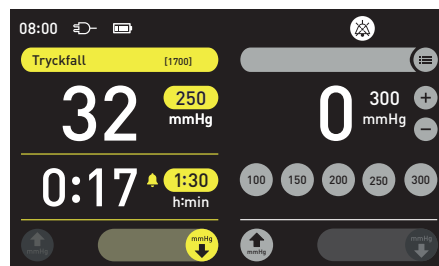 08:00
Tryckfall [1700]
32 250 mmHg
0 300 mmHg + −
0:17 1:30 h:min
100 150 200 250 300
mmHg mmHg mmHg mmHg